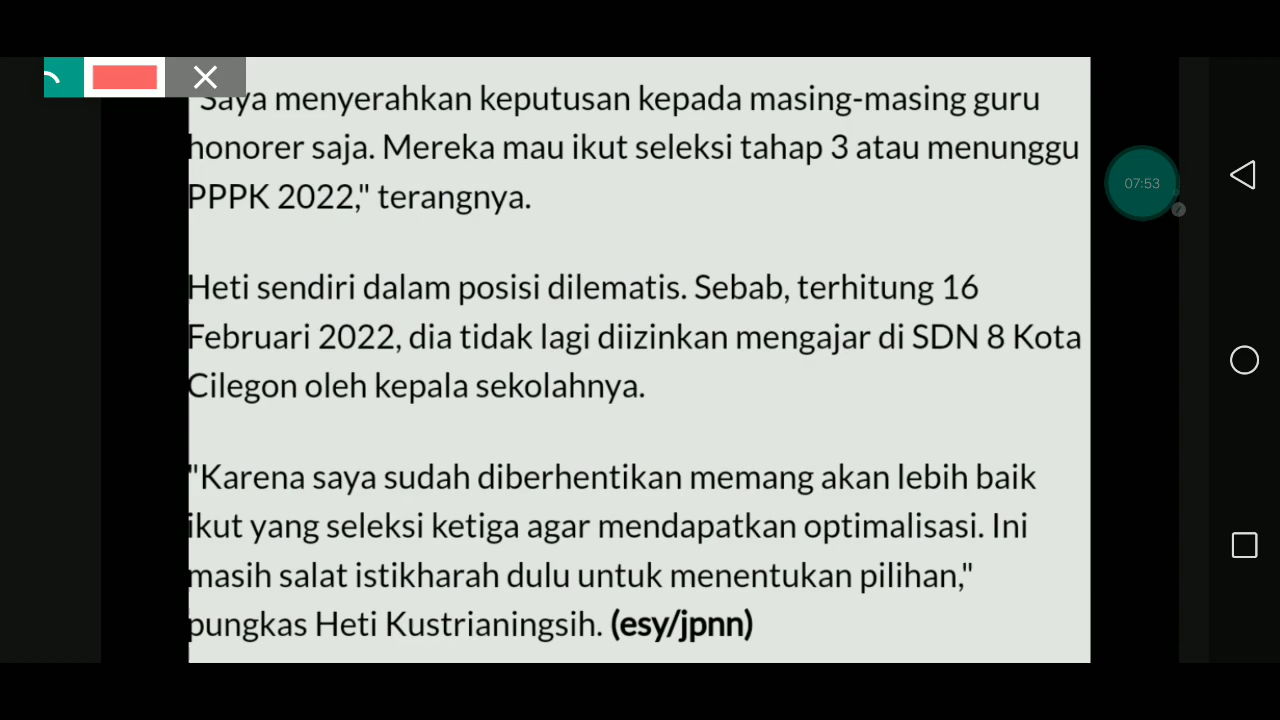 "Saya menyerahkan keputusan kepada masing-masing guru
honorer saja. Mereka mau ikut seleksi tahap 3 atau menunggu
PPPK 2022," terangnya.
07:53
Heti sendiri dalam posisi dilematis. Sebab, terhitung 16
Februari 2022, dia tidak lagi diizinkan mengajar di SDN 8 Kota
Cilegon oleh kepala sekolahnya.
"Karena saya sudah diberhentikan memang akan lebih baik
ikut yang seleksi ketiga agar mendapatkan optimalisasi. Ini
masih salat istikharah dulu untuk menentukan pilihan,"
pungkas Heti Kustrianingsih. (esy/jpnn)